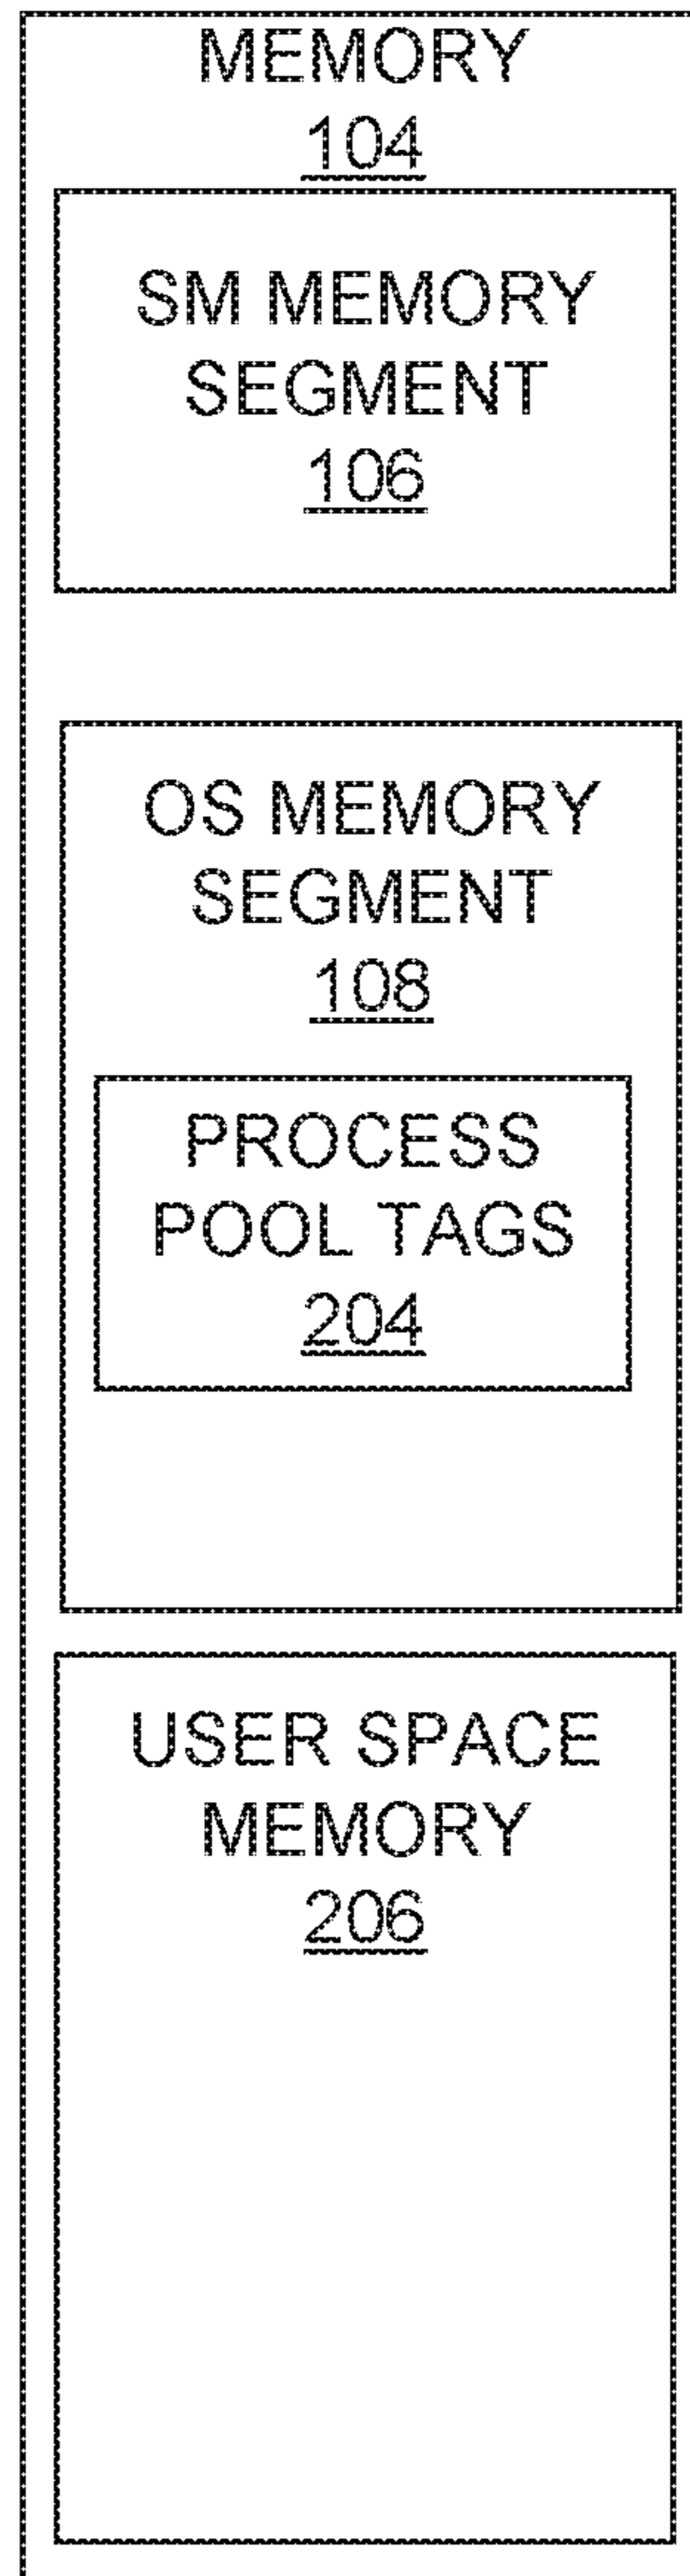 MEMORY
104
SM MEMORY
SEGMENT
106
OS MEMORY
SEGMENT
108
PROCESS
POOL TAGS
204
USER SPACE
MEMORY
206